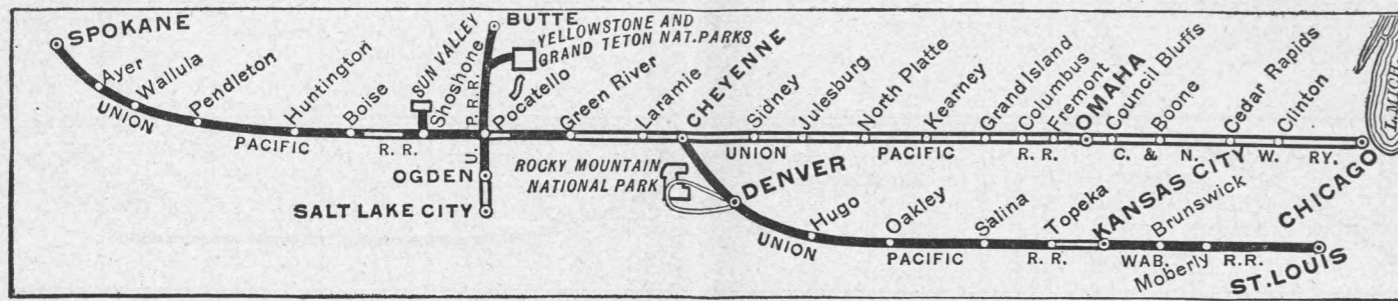 SPOKANE
Ayer
Wallula
Pendleton
Huntington
Boise
SUN VALLEY
Shoshone
BUTTE
YELLOWSTONE AND
GRAND TETON NAT. PARKS
Pocatello
Green River
Laramie
CHEYENNE
Sidney
Julesburg
North Platte
Kearney
Grand Island
Columbus
Fremont
OMAHA
Council Bluffs
Boone
Cedar Rapids
Clinton
CHICAGO
UNION
PACIFIC
R. R.
U. P. R. R.
UNION
PACIFIC
R. R.
C. & N. W. RY.
OGDEN
SALT LAKE CITY
ROCKY MOUNTAIN
NATIONAL PARK
DENVER
Hugo
Oakley
Salina
Topeka
KANSAS CITY
Brunswick
Moberly
ST. LOUIS
UNION
PACIFIC
R. R.
WAB. R.R.